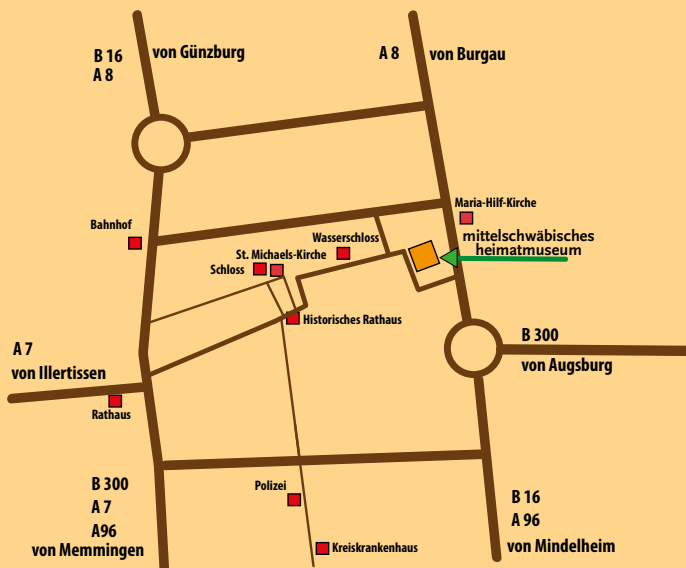 B 16
A 8
von Günzburg
A 8
von Burgau
Maria-Hilf-Kirche
Bahnhof
Wasserschloss
mittelschwäbisches
heimatmuseum
St. Michaels-Kirche
Schloss
Historisches Rathaus
A 7
von Illertissen
B 300
von Augsburg
Rathaus
B 300
A 7
A96
von Memmingen
Polizei
B 16
A 96
von Mindelheim
Kreiskrankenhaus